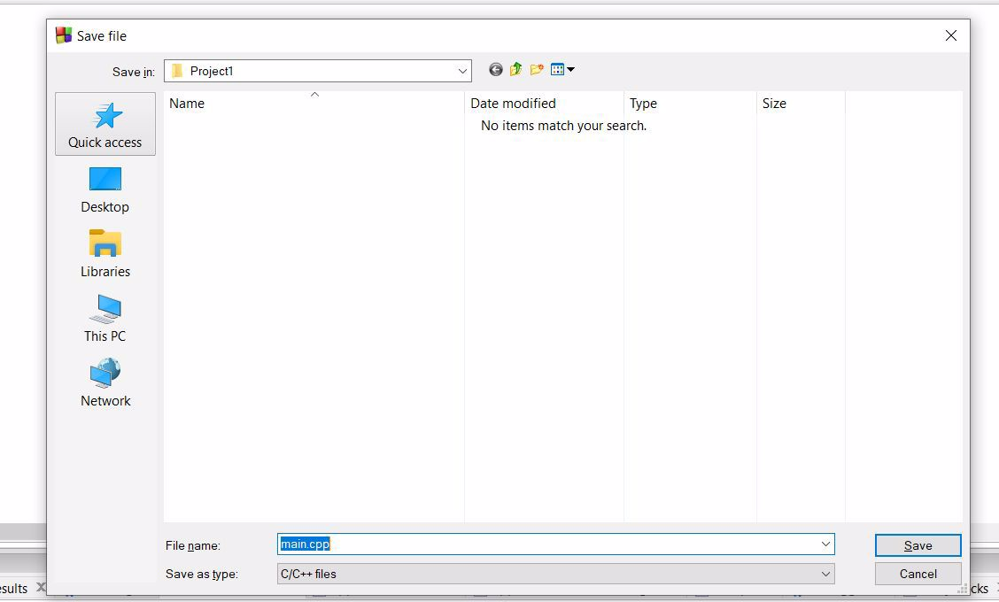 Save file
Save in:
Project1
Name
Date modified
Type
Size
No items match your search.
Quick access
Desktop
Libraries
This PC
Network
File name:
main.cpp
Save
Save as type:
C/C++ files
Cancel
esults
cks